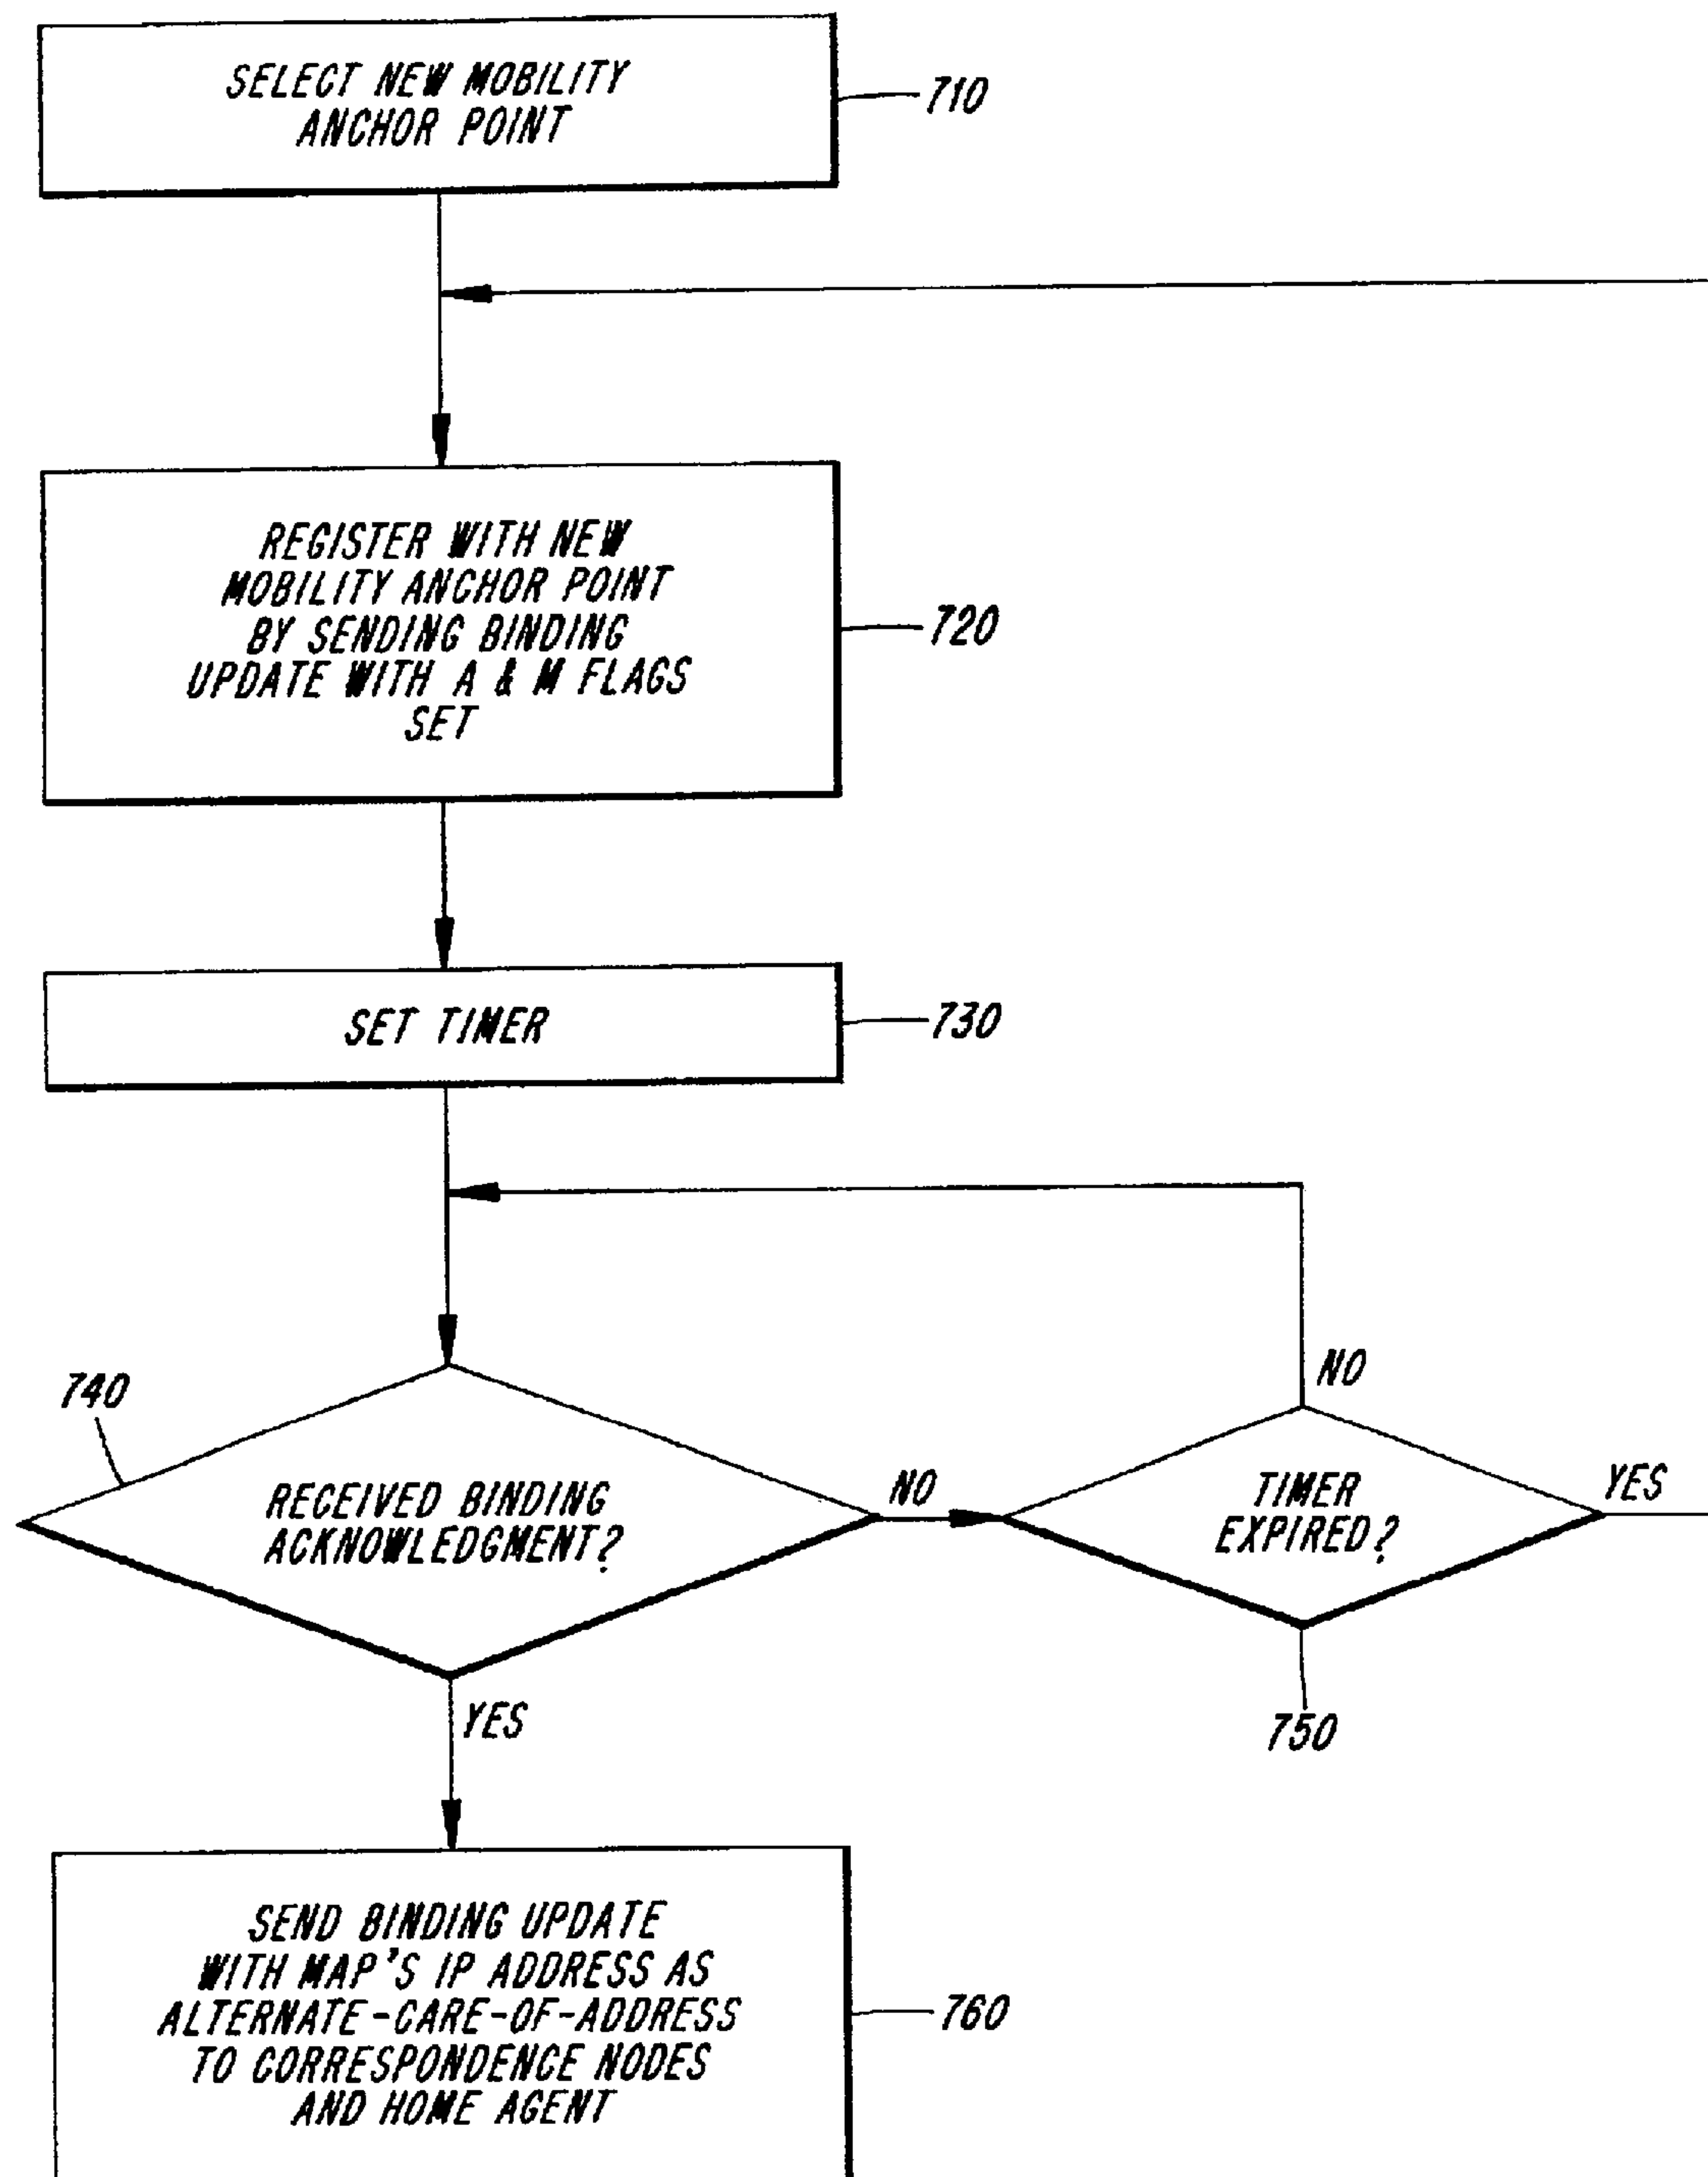 SELECT NEW MOBILITY
ANCHOR POINT
710
REGISTER WITH NEW
MOBILITY ANCHOR POINT
BY SENDING BINDING
UPDATE WITH A & M FLAGS
SET
720
SET TIMER
730
740
RECEIVED BINDING
ACKNOWLEDGMENT?
NO
TIMER
EXPIRED?
NO
YES
750
YES
SEND BINDING UPDATE
WITH MAP'S IP ADDRESS AS
ALTERNATE-CARE-OF-ADDRESS
TO CORRESPONDENCE NODES
AND HOME AGENT
760